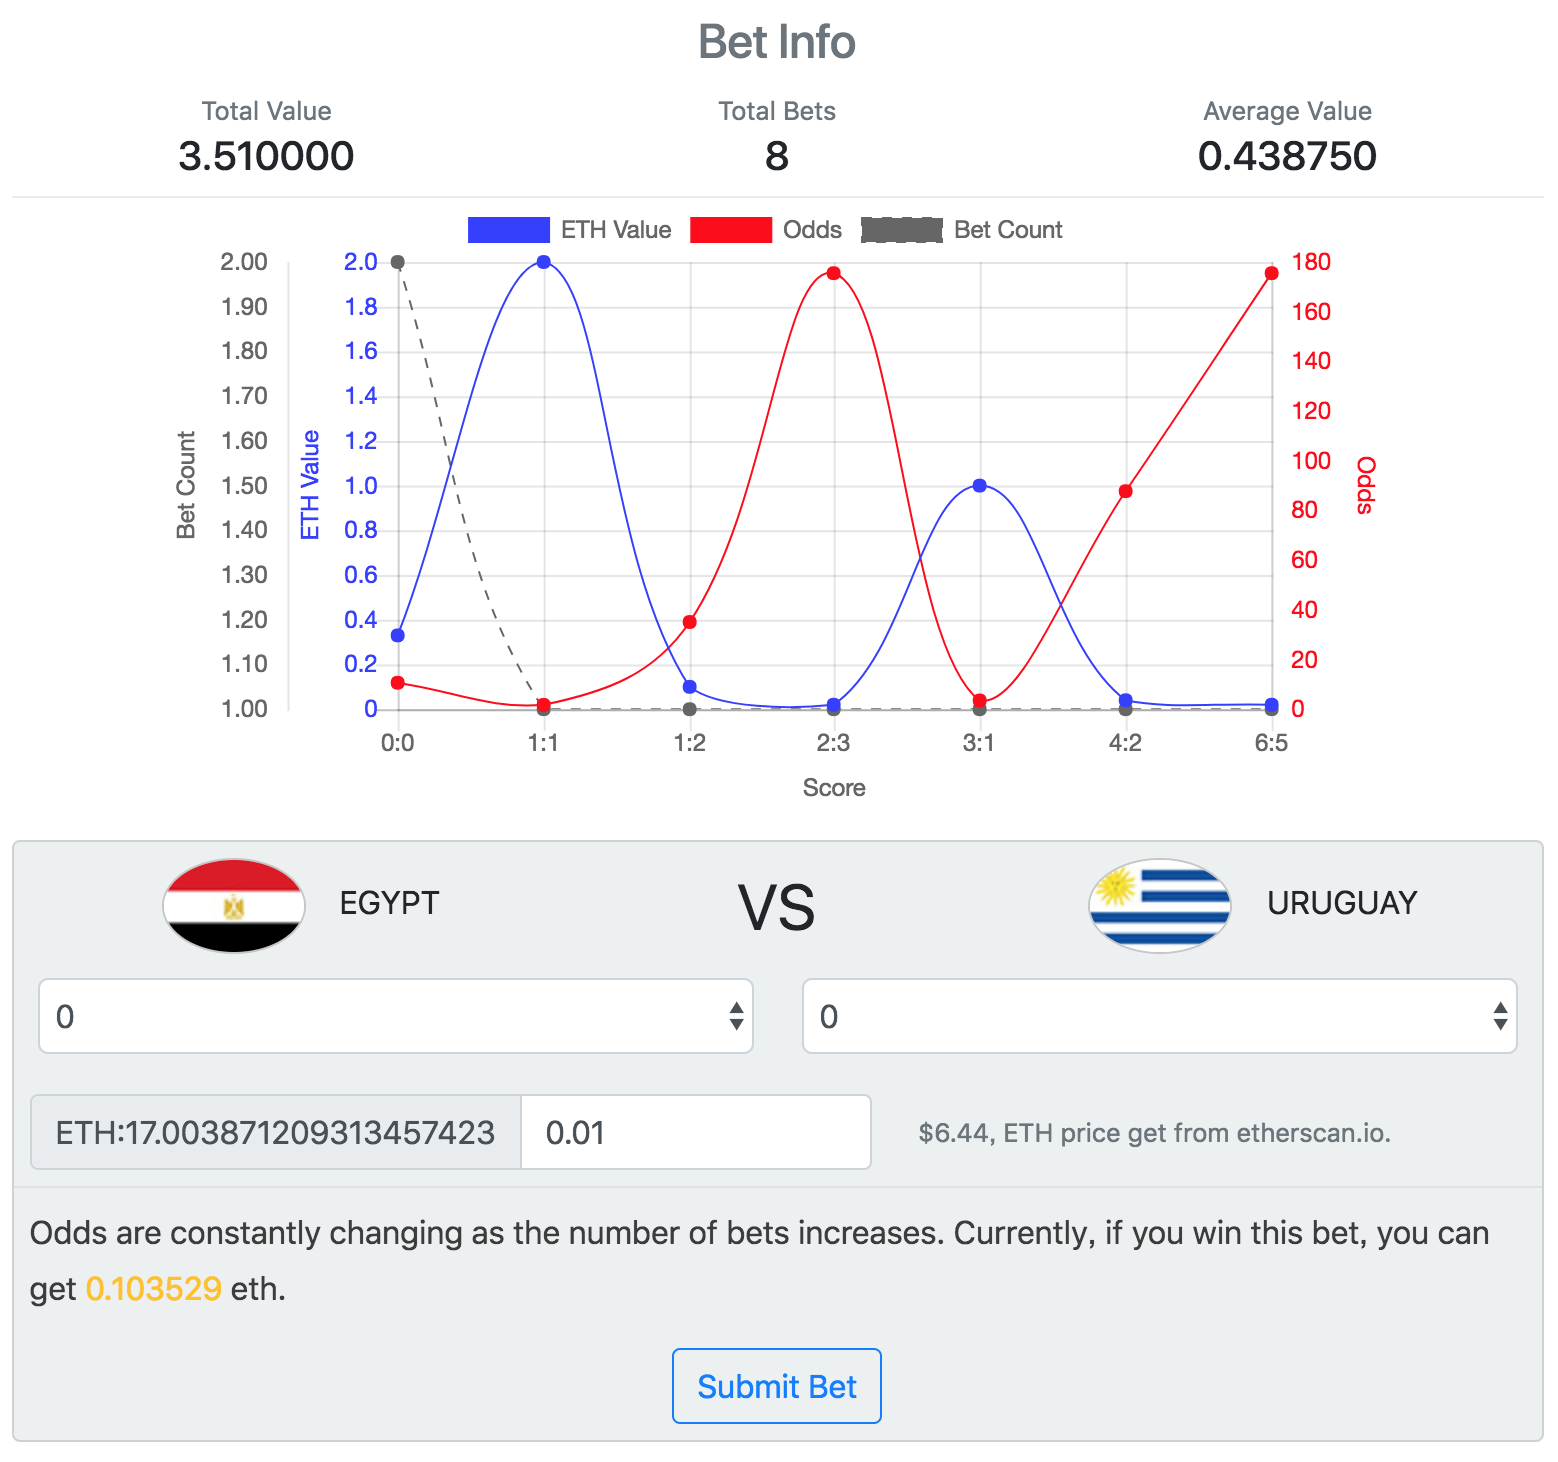 Bet Info
Total Value Total Bets Average Value
3.510000 8 0.438750
ETH Value Odds Bet Count
2.00 2.0 180
1.90 1.8 160
1.80 1.6 140
1.70 1.4 120
1.60 1.2 100
1.50 1.0 80
1.40 0.8 60
1.30 0.6 40
1.20 0.4 20
1.10 0.2 0
1.00 0
Bet Count
ETH Value
Odds
0:0 1:1 1:2 2:3 3:1 4:2 6:5
Score
EGYPT VS URUGUAY
0 0
ETH:17.003871209313457423 0.01 $6.44, ETH price get from etherscan.io.
Odds are constantly changing as the number of bets increases. Currently, if you win this bet, you can
get 0.103529 eth.
Submit Bet